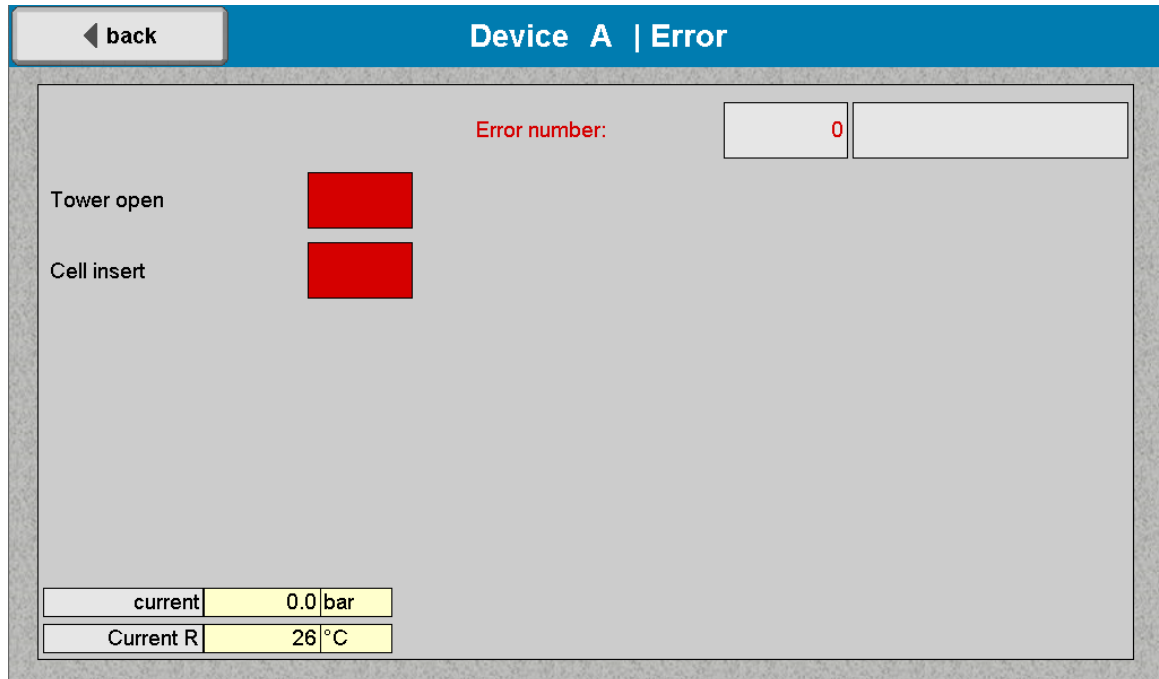 back
Device A | Error
Error number: 0
Tower open
Cell insert
current 0.0 bar
Current R 26 °C